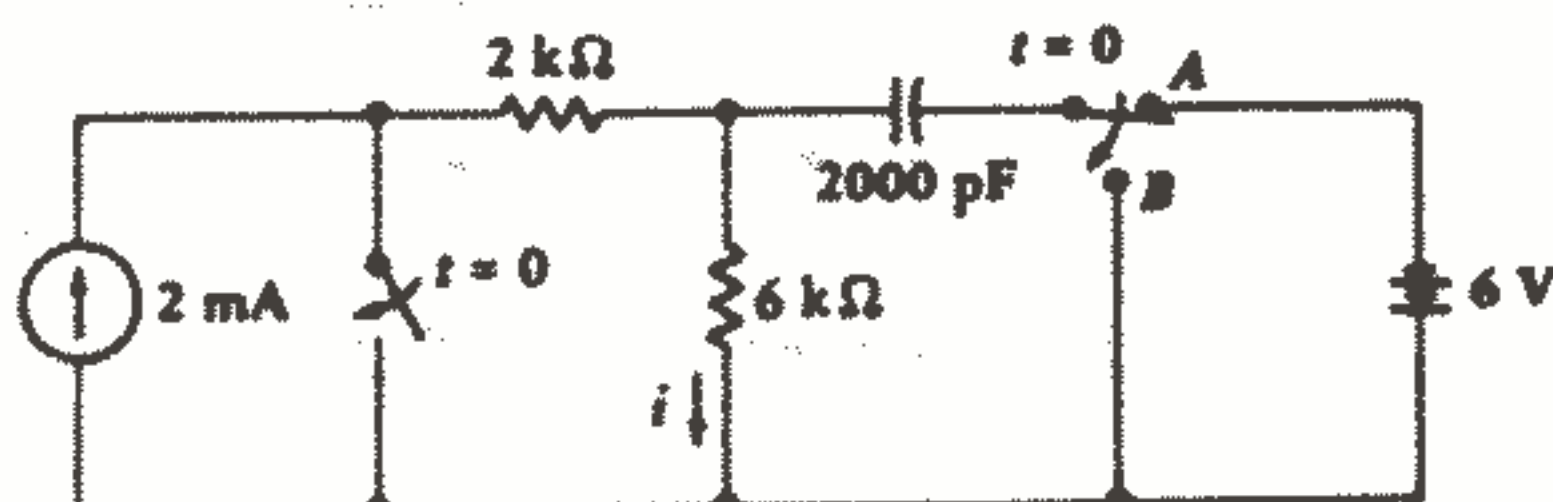 2 kΩ
t = 0
A
2000 pF
B
2 mA
t = 0
6 kΩ
6 V
i